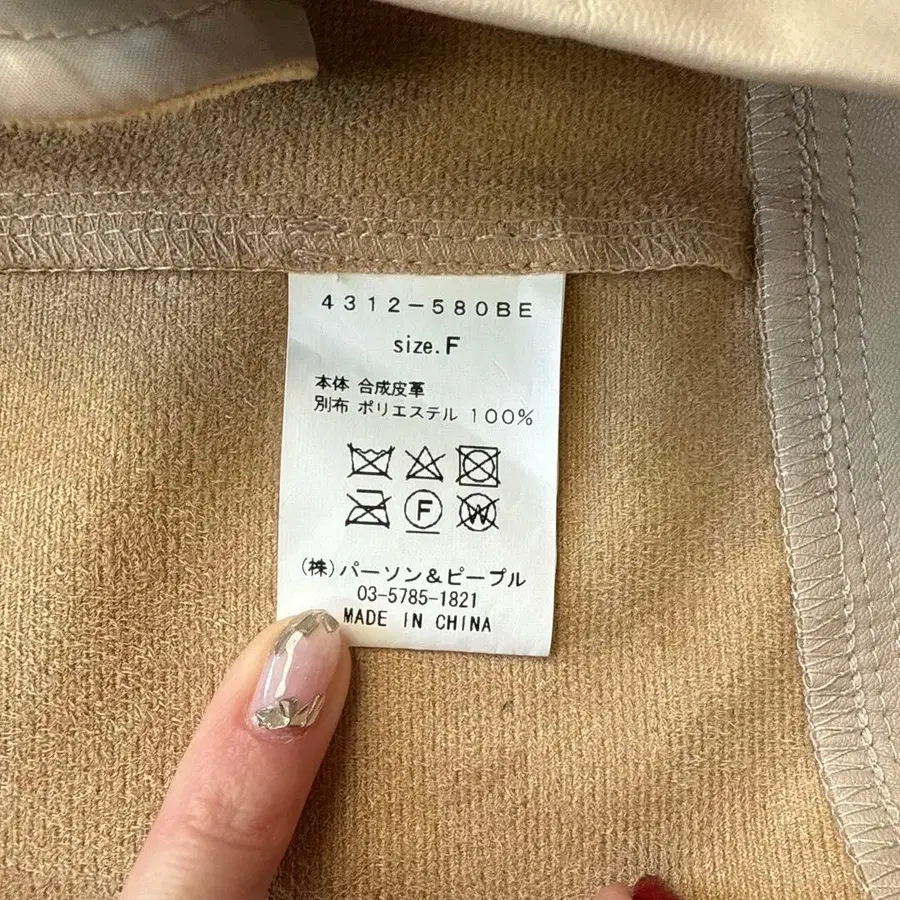 4312-580BE
size.F
本体 合成皮革
別布 ポリエステル 100%
F W
(株)パーソン&ピープル
03-5785-1821
MADE IN CHINA